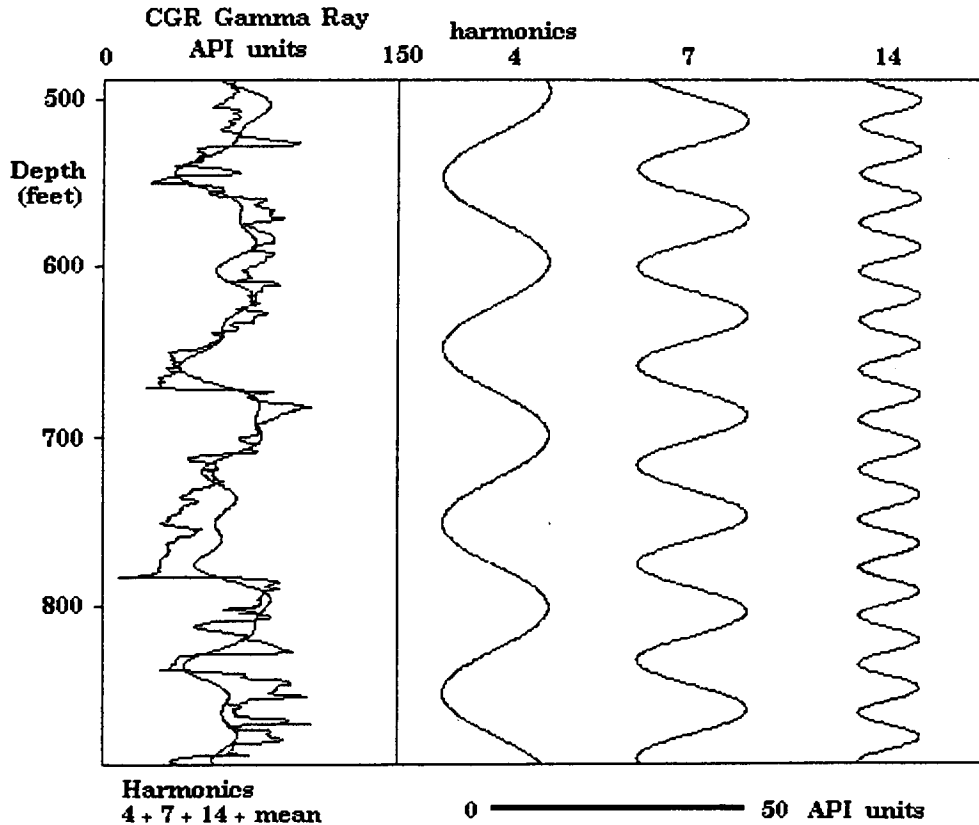 CGR Gamma Ray
API units
0
150
harmonics
4
7
14
500
Depth
(feet)
600
700
800
Harmonics
4 + 7 + 14 + mean
0
50 API units